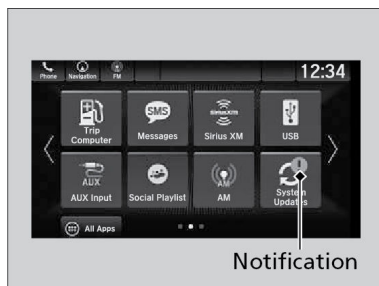 Phone Navigation FM 12:34
Trip
Computer
Messages
SiriusXM
Sirius XM
USB
AUX
AUX Input
Social Playlist
AM
AM
System
Updates
SMS
All Apps
Notification